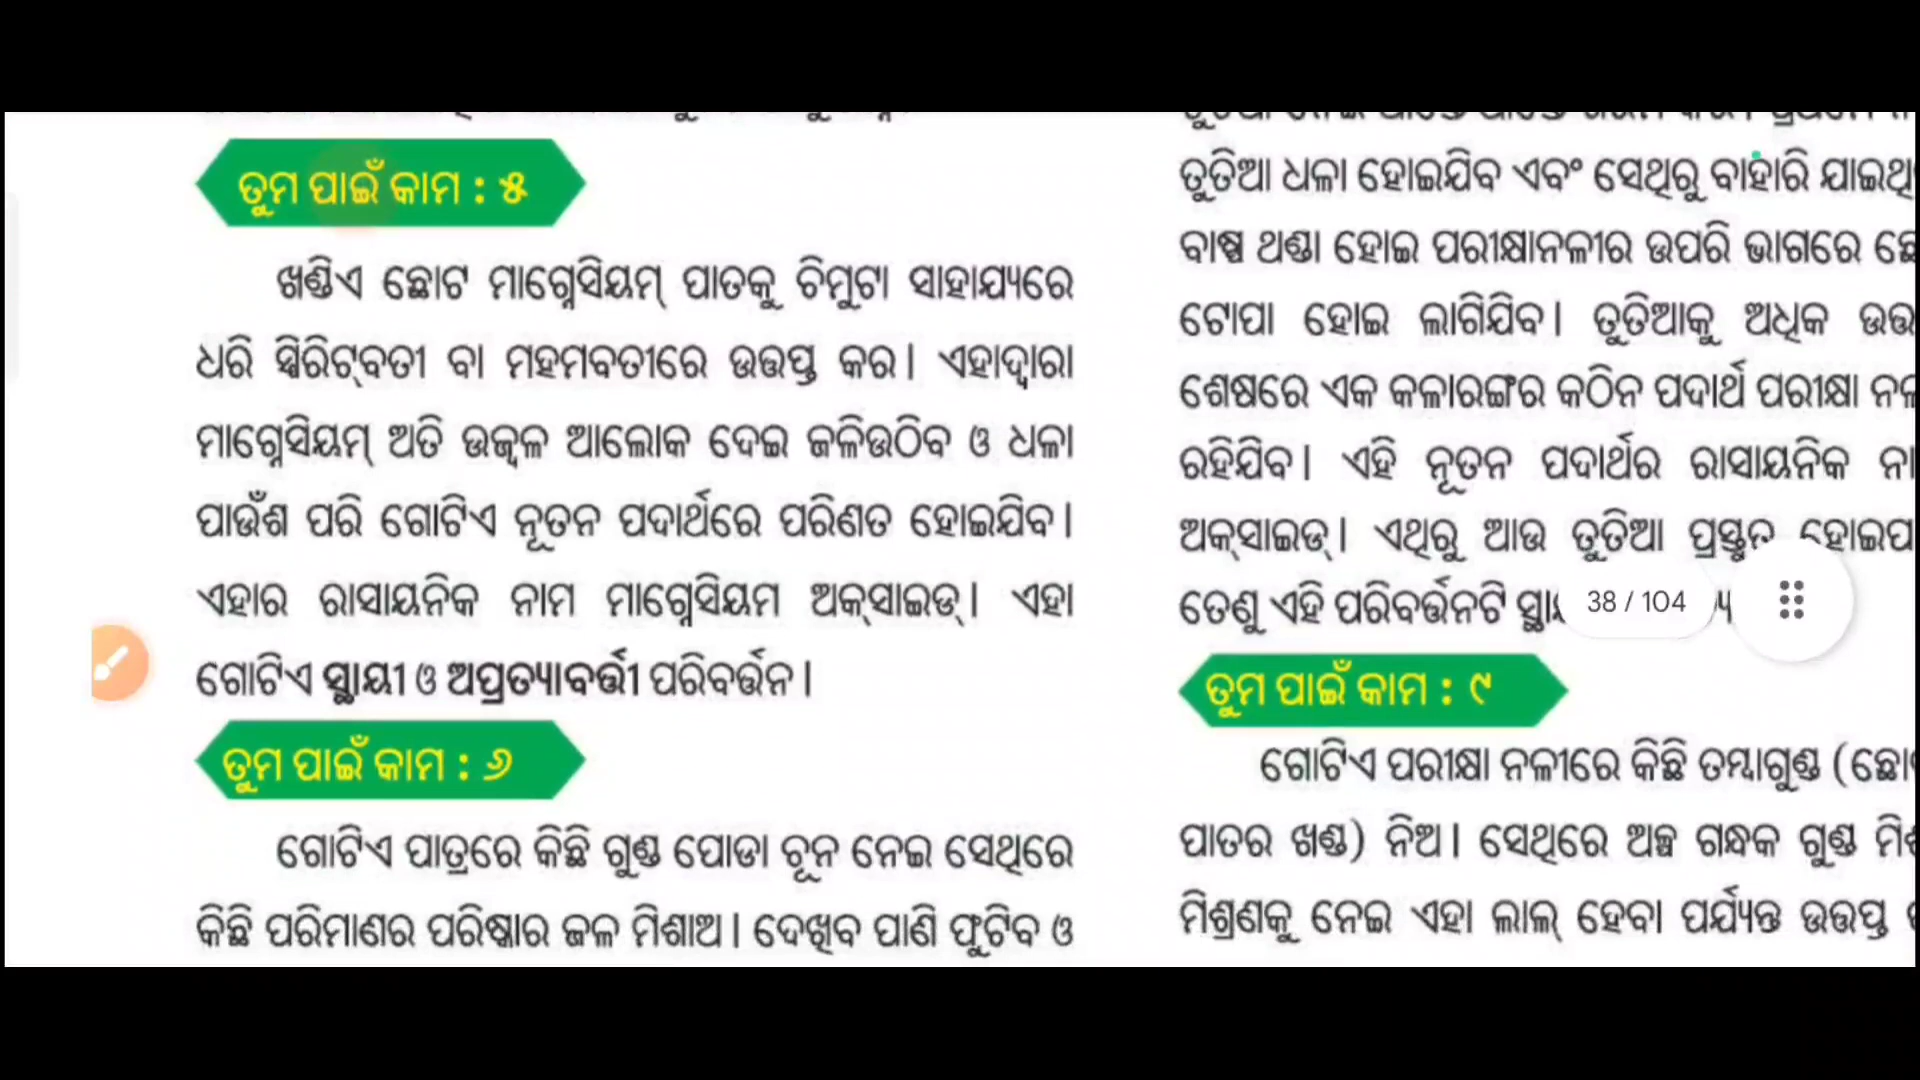 ତୁମ ପାଇଁ କାମ : ୫
ଖଣ୍ଡିଏ ଛୋଟ ମାଗ୍ନେସିୟମ୍ ପାତକୁ ଚିମୁଟା ସାହାଯ୍ୟରେ
ଧରି ସ୍ପିରିଟ୍‌ବତୀ ବା ମହମବତୀରେ ଉତ୍ତପ୍ତ କର। ଏହାଦ୍ୱାରା
ମାଗ୍ନେସିୟମ୍ ଅତି ଉଜ୍ଜ୍ୱଳ ଆଲୋକ ଦେଇ ଜଳିଉଠିବ ଓ ଧଳା
ପାଉଁଶ ପରି ଗୋଟିଏ ନୂତନ ପଦାର୍ଥରେ ପରିଣତ ହୋଇଯିବ।
ଏହାର ରାସାୟନିକ ନାମ ମାଗ୍ନେସିୟମ ଅକ୍‌ସାଇଡ୍। ଏହା
ଗୋଟିଏ ସ୍ଥାୟୀ ଓ ଅପ୍ରତ୍ୟାବର୍ତ୍ତୀ ପରିବର୍ତ୍ତନ।
ତୁମ ପାଇଁ କାମ : ୬
ଗୋଟିଏ ପାତ୍ରରେ କିଛି ଗୁଣ୍ଡ ପୋଡା ଚୂନ ନେଇ ସେଥିରେ
କିଛି ପରିମାଣର ପରିଷ୍କାର ଜଳ ମିଶାଅ। ଦେଖିବ ପାଣି ଫୁଟିବ ଓ
ତୁତିଆ ଧଳା ହୋଇଯିବ ଏବଂ ସେଥିରୁ ବାହାରି
ବାଷ୍ପ ଥଣ୍ଡା ହୋଇ ପରୀକ୍ଷାନଳୀର ଉପରି ଭାଗରେ
ଟୋପା ହୋଇ ଲାଗିଯିବ। ତୁତିଆକୁ ଅଧିକ
ଶେଷରେ ଏକ କଳାରଙ୍ଗର କଠିନ ପଦାର୍ଥ ପରୀକ୍ଷା
ରହିଯିବ। ଏହି ନୂତନ ପଦାର୍ଥର ରାସାୟନିକ
ଅକ୍‌ସାଇଡ୍। ଏଥିରୁ ଆଉ ତୁତିଆ ପ୍ରସ୍ତୁତ
ତେଣୁ ଏହି ପରିବର୍ତ୍ତନଟି
38 / 104
ତୁମ ପାଇଁ କାମ : ୯
ଗୋଟିଏ ପରୀକ୍ଷା ନଳୀରେ କିଛି ତମ୍ବାଗୁଣ୍ଡ
ପାତର ଖଣ୍ଡ) ନିଅ। ସେଥିରେ ଅଳ୍ପ ଗନ୍ଧକ ଗୁଣ୍ଡ
ମିଶ୍ରଣକୁ ନେଇ ଏହା ଲାଲ୍ ହେବା ପର୍ଯ୍ୟନ୍ତ ଉତ୍ତପ୍ତ